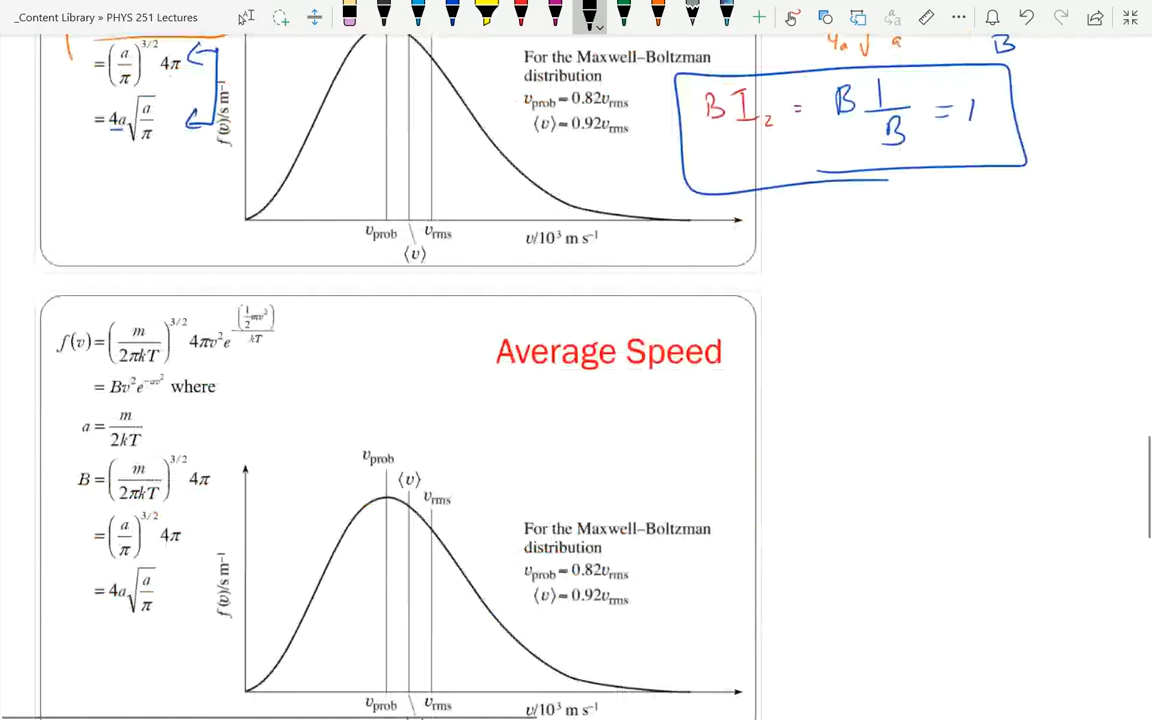 _Content Library » PHYS 251 Lectures
= (a/π)^3/2 4π
= 4a√(a/π)
f(v)/s m⁻¹
For the Maxwell–Boltzman
distribution
v_prob = 0.82v_rms
⟨v⟩ = 0.92v_rms
4a √ a
B
B I₂ = B 1/B = 1
v_prob v_rms
⟨v⟩
v/10³ m s⁻¹
f(v) = (m/2πkT)^3/2 4πv²e^(½mv²)/kT
= Bv²e^−av² where
a = m/2kT
B = (m/2πkT)^3/2 4π
= (a/π)^3/2 4π
= 4a√(a/π)
Average Speed
v_prob
⟨v⟩
v_rms
f(v)/s m⁻¹
For the Maxwell–Boltzman
distribution
v_prob = 0.82v_rms
⟨v⟩ = 0.92v_rms
v_prob v_rms
v/10³ m s⁻¹